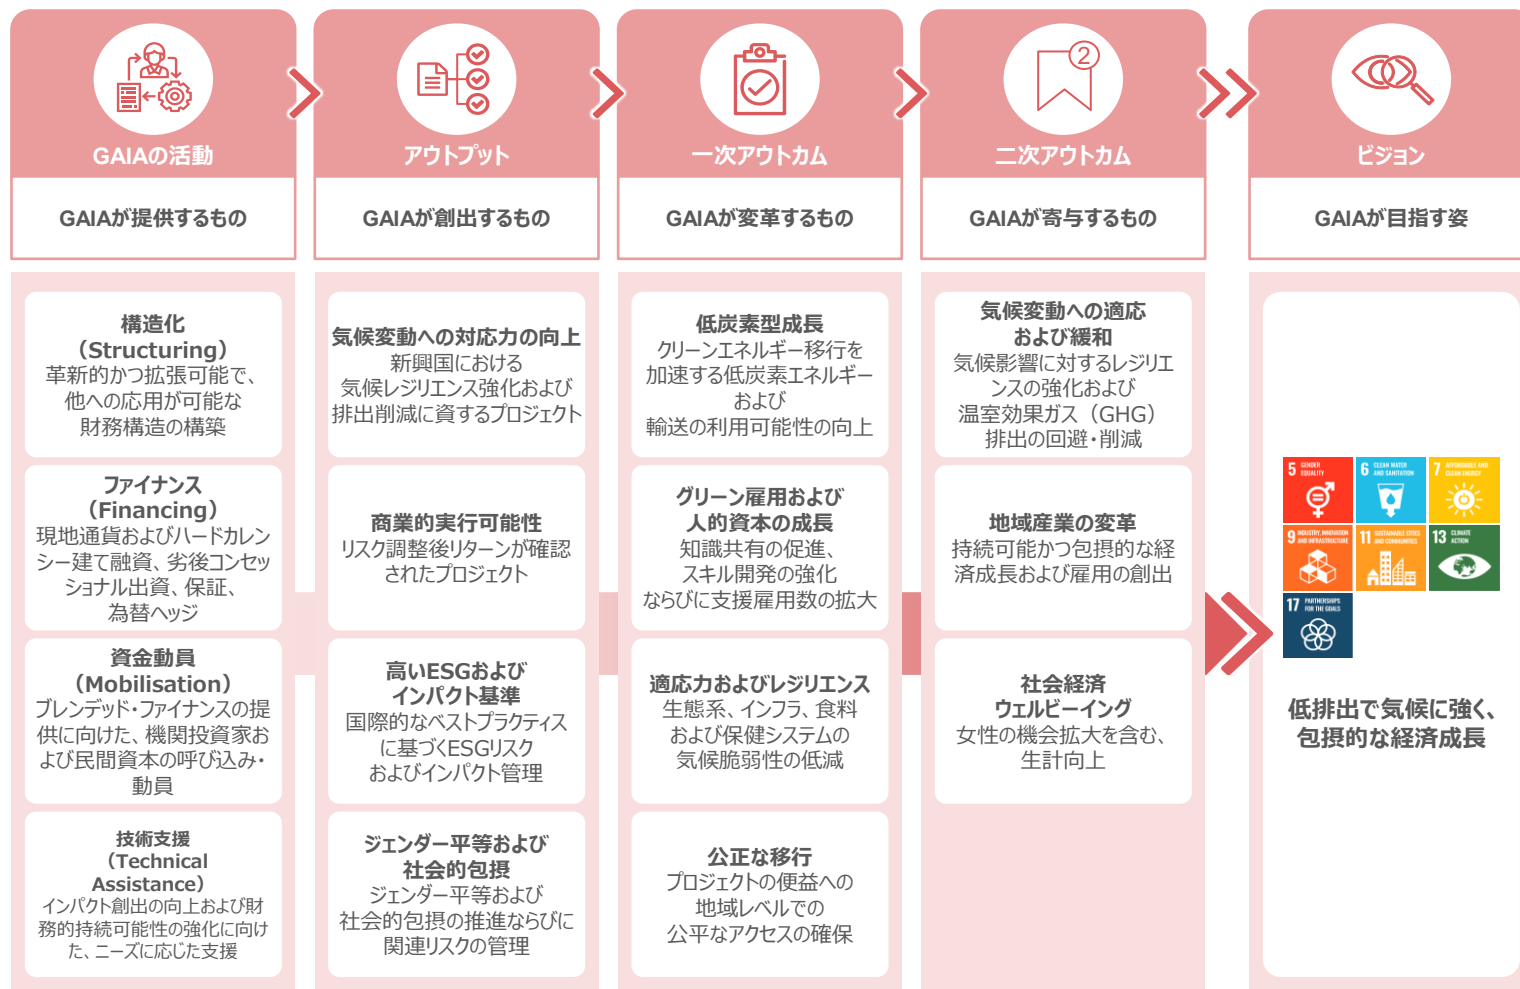 GAIAの活動
GAIAが提供するもの
構造化
（Structuring）
革新的かつ拡張可能で、
他への応用が可能な
財務構造の構築
ファイナンス
（Financing）
現地通貨およびハードカレン
シー建て融資、劣後コンセッ
ショナル出資、保証、
為替ヘッジ
資金動員
（Mobilisation）
ブレンデッド・ファイナンスの提
供に向けた、機関投資家お
よび民間資本の呼び込み・
動員
技術支援
（Technical
Assistance）
インパクト創出の向上および財
務的持続可能性の強化に向け
た、ニーズに応じた支援
アウトプット
GAIAが創出するもの
気候変動への対応力の向上
新興国における
気候レジリエンス強化および
排出削減に資するプロジェクト
商業的実行可能性
リスク調整後リターンが確認
されたプロジェクト
高いESGおよび
インパクト基準
国際的なベストプラクティス
に基づくESGリスク
およびインパクト管理
ジェンダー平等および
社会的包摂
ジェンダー平等および
社会的包摂の推進ならびに
関連リスクの管理
一次アウトカム
GAIAが変革するもの
低炭素型成長
クリーンエネルギー移行を
加速する低炭素エネルギー
および
輸送の利用可能性の向上
グリーン雇用および
人的資本の成長
知識共有の促進、
スキル開発の強化
ならびに支援雇用数の拡大
適応力およびレジリエンス
生態系、インフラ、食料
および保健システムの
気候脆弱性の低減
公正な移行
プロジェクトの便益への
地域レベルでの
公平なアクセスの確保
2
二次アウトカム
GAIAが寄与するもの
気候変動への適応
および緩和
気候影響に対するレジリエ
ンスの強化および
温室効果ガス（GHG）
排出の回避・削減
地域産業の変革
持続可能かつ包摂的な経
済成長および雇用の創出
社会経済
ウェルビーイング
女性の機会拡大を含む、
生計向上
ビジョン
GAIAが目指す姿
5 GENDER
EQUALITY
6 CLEAN WATER
AND SANITATION
7 AFFORDABLE AND
CLEAN ENERGY
9 INDUSTRY, INNOVATION
AND INFRASTRUCTURE
11 SUSTAINABLE CITIES
AND COMMUNITIES
13 CLIMATE
ACTION
17 PARTNERSHIPS
FOR THE GOALS
低排出で気候に強く、
包摂的な経済成長